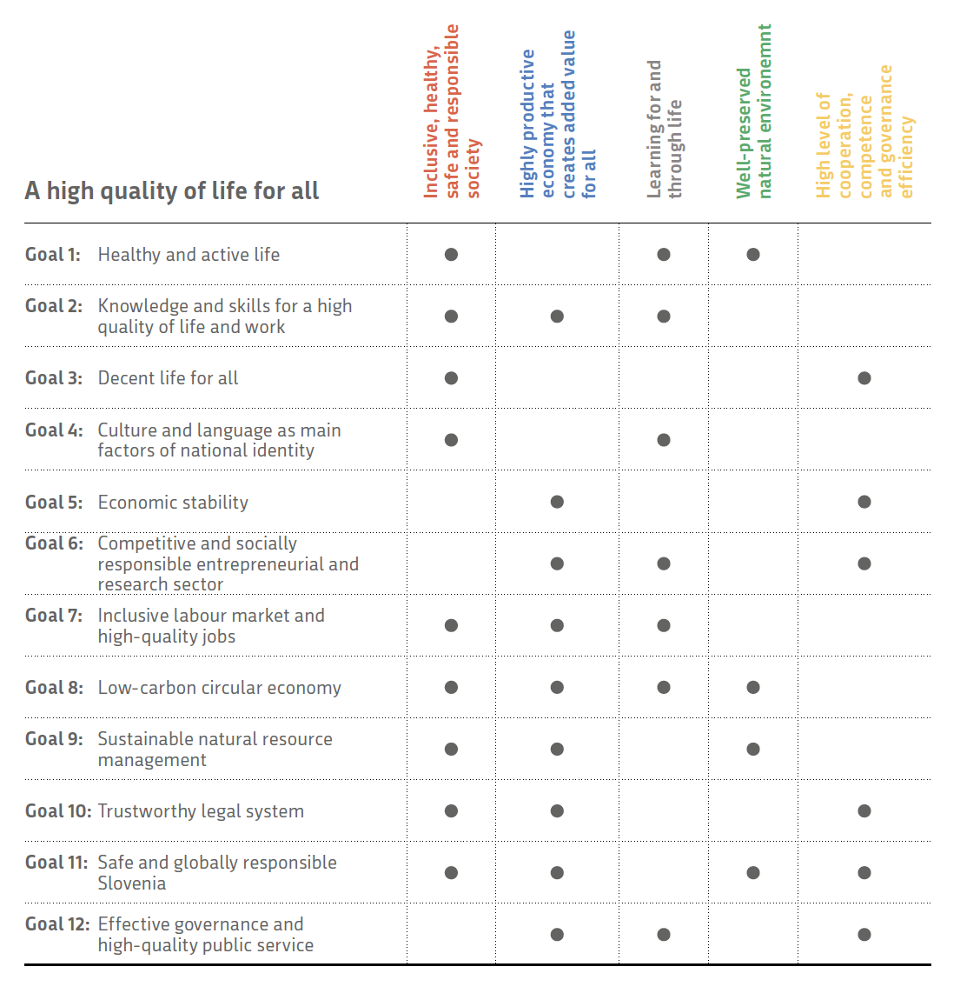 Inclusive, healthy,
safe and responsible
society
Highly productive
economy that
creates added value
for all
Learning for and
through life
Well-preserved
natural environemnt
High level of
cooperation,
competence
and governance
efficiency
A high quality of life for all
Goal 1: Healthy and active life
Goal 2: Knowledge and skills for a high
quality of life and work
Goal 3: Decent life for all
Goal 4: Culture and language as main
factors of national identity
Goal 5: Economic stability
Goal 6: Competitive and socially
responsible entrepreneurial and
research sector
Goal 7: Inclusive labour market and
high-quality jobs
Goal 8: Low-carbon circular economy
Goal 9: Sustainable natural resource
management
Goal 10: Trustworthy legal system
Goal 11: Safe and globally responsible
Slovenia
Goal 12: Effective governance and
high-quality public service